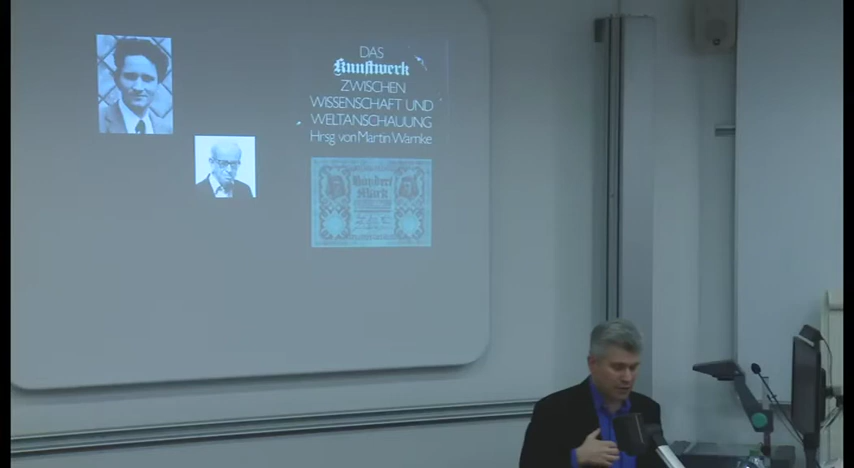 DAS
Kunstwerk
ZWISCHEN
WISSENSCHAFT UND
WELTANSCHAUUNG
Hrsg. von Martin Warnke
Hundert
Mark